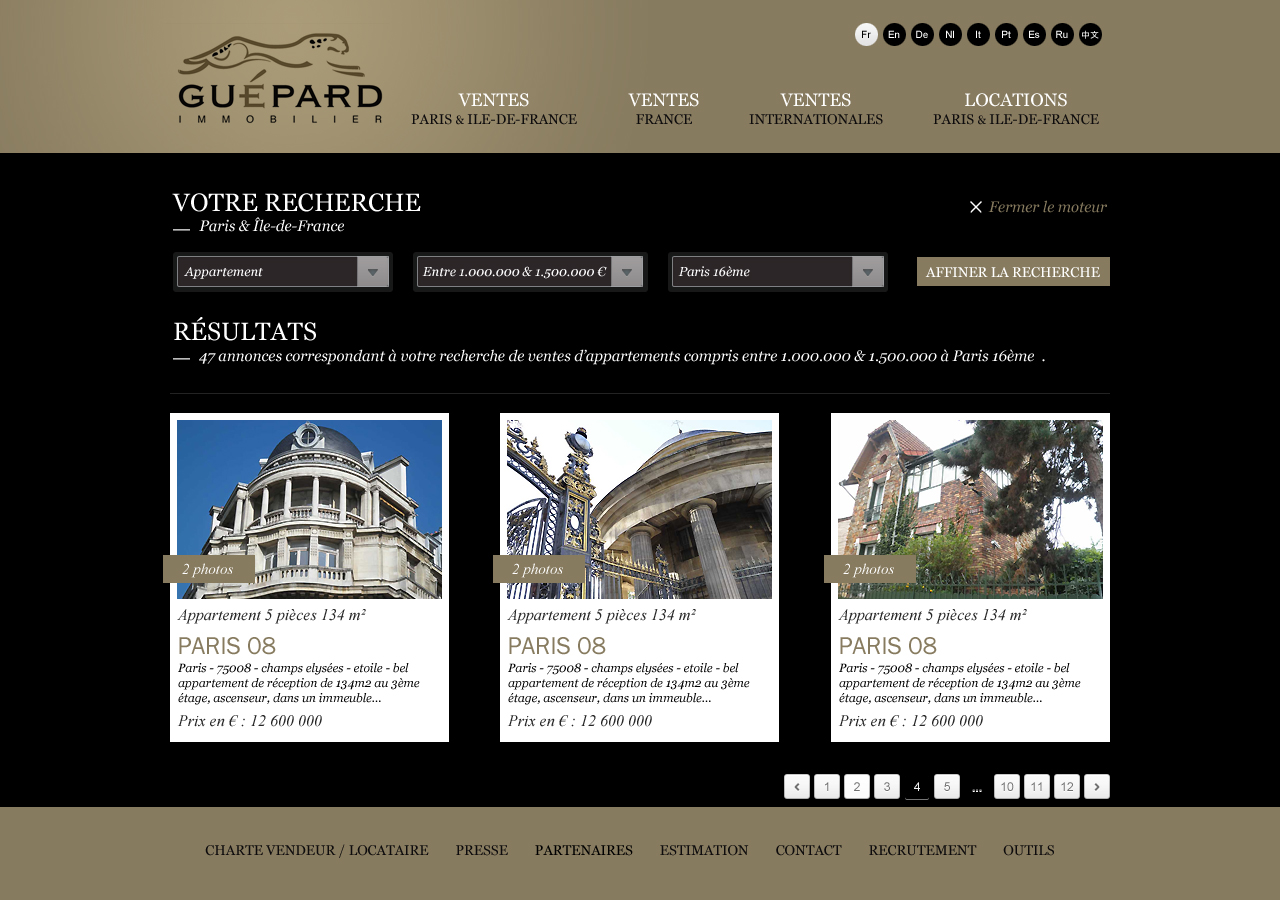 Fr En De Nl It Pt Es Ru 中文
GUÉPARD
IMMOBILIER
VENTES
PARIS & ILE-DE-FRANCE
VENTES
FRANCE
VENTES
INTERNATIONALES
LOCATIONS
PARIS & ILE-DE-FRANCE
VOTRE RECHERCHE
Paris & Île-de-France
Fermer le moteur
Appartement
Entre 1.000.000 & 1.500.000 €
Paris 16ème
AFFINER LA RECHERCHE
RÉSULTATS
47 annonces correspondant à votre recherche de ventes d’appartements compris entre 1.000.000 & 1.500.000 à Paris 16ème .
2 photos
Appartement 5 pièces 134 m²
PARIS 08
Paris - 75008 - champs elysées - etoile - bel
appartement de réception de 134m2 au 3ème
étage, ascenseur, dans un immeuble...
Prix en € : 12 600 000
2 photos
Appartement 5 pièces 134 m²
PARIS 08
Paris - 75008 - champs elysées - etoile - bel
appartement de réception de 134m2 au 3ème
étage, ascenseur, dans un immeuble...
Prix en € : 12 600 000
2 photos
Appartement 5 pièces 134 m²
PARIS 08
Paris - 75008 - champs elysées - etoile - bel
appartement de réception de 134m2 au 3ème
étage, ascenseur, dans un immeuble...
Prix en € : 12 600 000
‹ 1 2 3 4 5 ... 10 11 12 ›
CHARTE VENDEUR / LOCATAIRE PRESSE PARTENAIRES ESTIMATION CONTACT RECRUTEMENT OUTILS